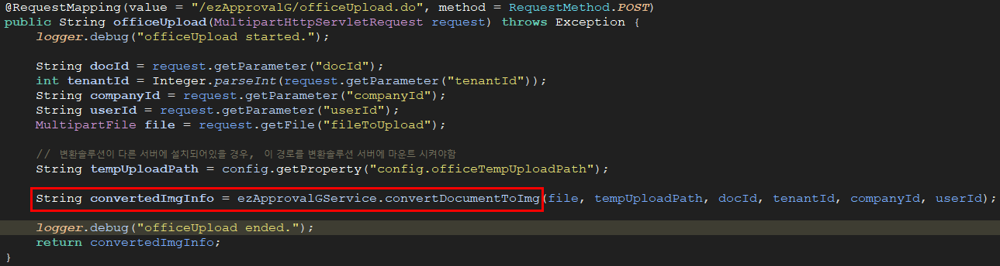 @RequestMapping(value = "/ezApprovalG/officeUpload.do", method = RequestMethod.POST)
public String officeUpload(MultipartHttpServletRequest request) throws Exception {
logger.debug("officeUpload started.");
String docId = request.getParameter("docId");
int tenantId = Integer.parseInt(request.getParameter("tenantId"));
String companyId = request.getParameter("companyId");
String userId = request.getParameter("userId");
MultipartFile file = request.getFile("fileToUpload");
// 변환솔루션이 다른 서버에 설치되어있을 경우, 이 경로를 변환솔루션 서버에 마운트 시켜야함
String tempUploadPath = config.getProperty("config.officeTempUploadPath");
String convertedImgInfo = ezApprovalGService.convertDocumentToImg(file, tempUploadPath, docId, tenantId, companyId, userId);
logger.debug("officeUpload ended.");
return convertedImgInfo;
}